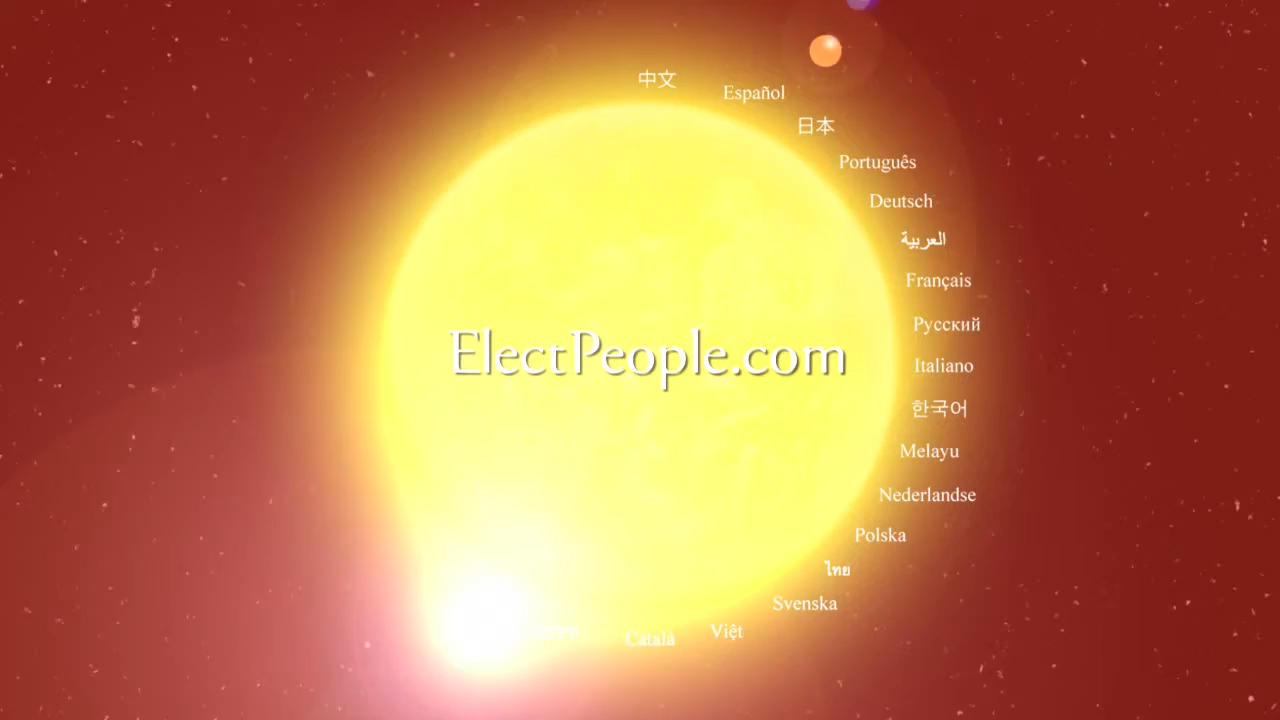 中文
Español
日本
Português
Deutsch
العربية
Français
Русский
ElectPeople.com
Italiano
한국어
Melayu
Nederlandse
Polska
ไทย
Svenska
Việt
Català